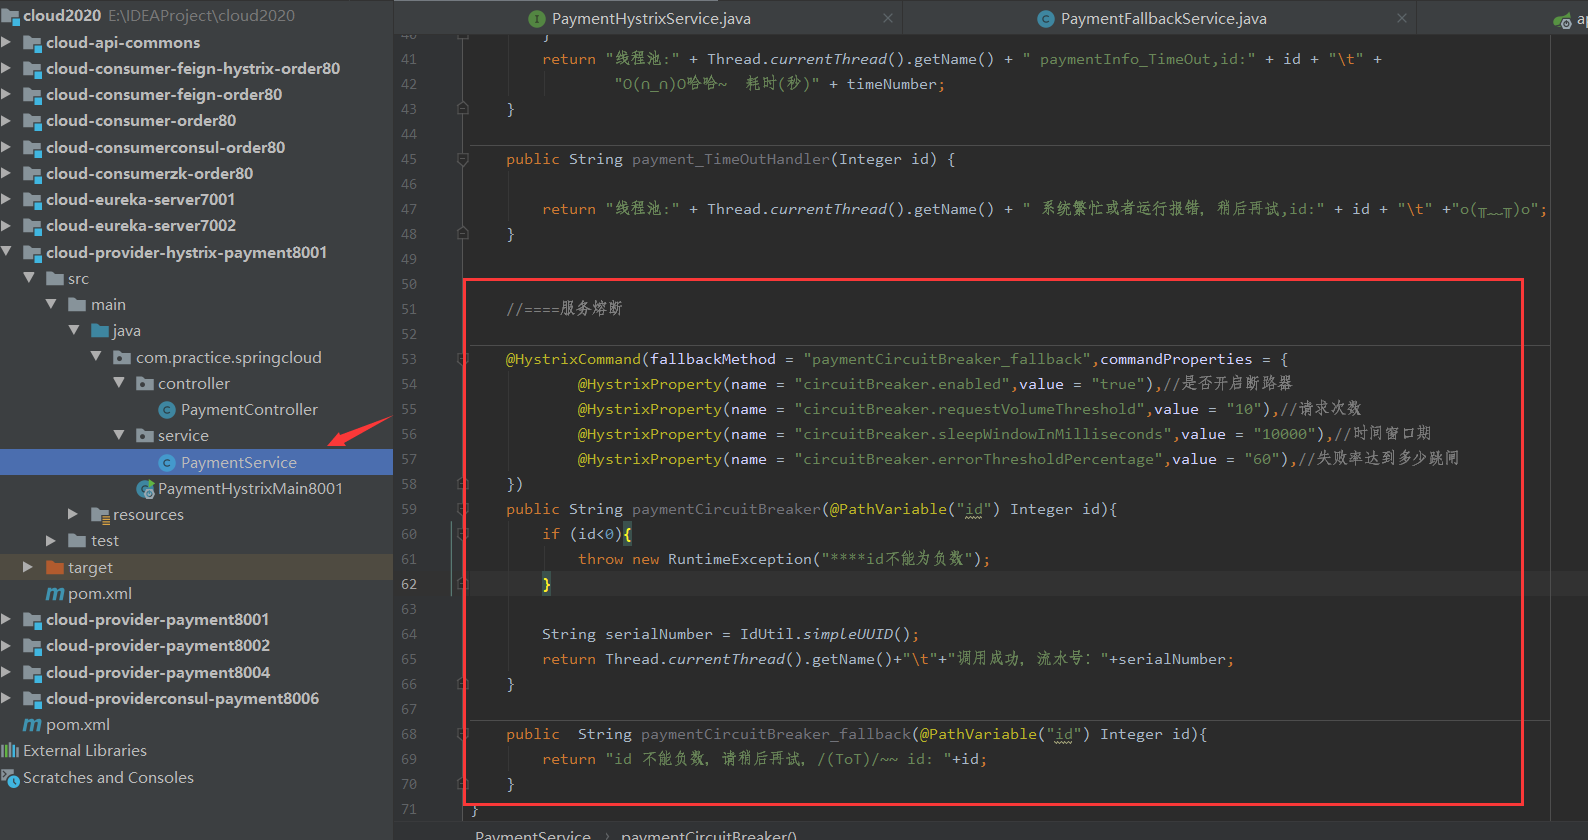 cloud2020 E:\IDEAProject\cloud2020
cloud-api-commons
cloud-consumer-feign-hystrix-order80
cloud-consumer-feign-order80
cloud-consumer-order80
cloud-consumerconsul-order80
cloud-consumerzk-order80
cloud-eureka-server7001
cloud-eureka-server7002
cloud-provider-hystrix-payment8001
src
main
java
com.practice.springcloud
controller
PaymentController
service
PaymentService
PaymentHystrixMain8001
resources
test
target
pom.xml
cloud-provider-payment8001
cloud-provider-payment8002
cloud-provider-payment8004
cloud-providerconsul-payment8006
pom.xml
External Libraries
Scratches and Consoles
PaymentHystrixService.java
PaymentFallbackService.java
40 }
41 return "线程池:" + Thread.currentThread().getName() + " paymentInfo_TimeOut,id:" + id + "\t" +
42 "O(∩_∩)O哈哈~  耗时(秒)" + timeNumber;
43 }
44
45 public String payment_TimeOutHandler(Integer id) {
46
47 return "线程池:" + Thread.currentThread().getName() + " 系统繁忙或者运行报错，稍后再试,id:" + id + "\t" +"o(╥﹏╥)o";
48 }
49
50
51 //====服务熔断
52
53 @HystrixCommand(fallbackMethod = "paymentCircuitBreaker_fallback",commandProperties = {
54 @HystrixProperty(name = "circuitBreaker.enabled",value = "true"),//是否开启断路器
55 @HystrixProperty(name = "circuitBreaker.requestVolumeThreshold",value = "10"),//请求次数
56 @HystrixProperty(name = "circuitBreaker.sleepWindowInMilliseconds",value = "10000"),//时间窗口期
57 @HystrixProperty(name = "circuitBreaker.errorThresholdPercentage",value = "60"),//失败率达到多少跳闸
58 })
59 public String paymentCircuitBreaker(@PathVariable("id") Integer id){
60 if (id<0){
61 throw new RuntimeException("****id不能为负数");
62 }
63
64 String serialNumber = IdUtil.simpleUUID();
65 return Thread.currentThread().getName()+"\t"+"调用成功，流水号："+serialNumber;
66 }
67
68 public  String paymentCircuitBreaker_fallback(@PathVariable("id") Integer id){
69 return "id 不能负数，请稍后再试，/(ToT)/~~ id: "+id;
70 }
71 }
PaymentService › paymentCircuitBreaker()